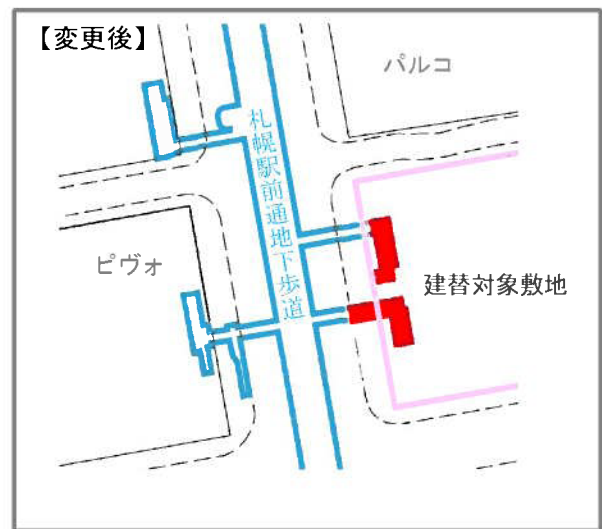 【変更後】
パルコ
札幌駅前通地下歩道
ピヴォ
建替対象敷地